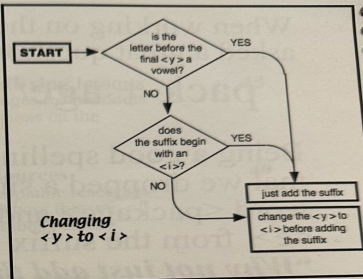 START
is the
letter before the
final < y > a
vowel?
YES
NO
does
the suffix begin
with an
< i >?
YES
NO
just add the suffix
change the < y > to
< i > before adding
the suffix
Changing
< y > to < i >